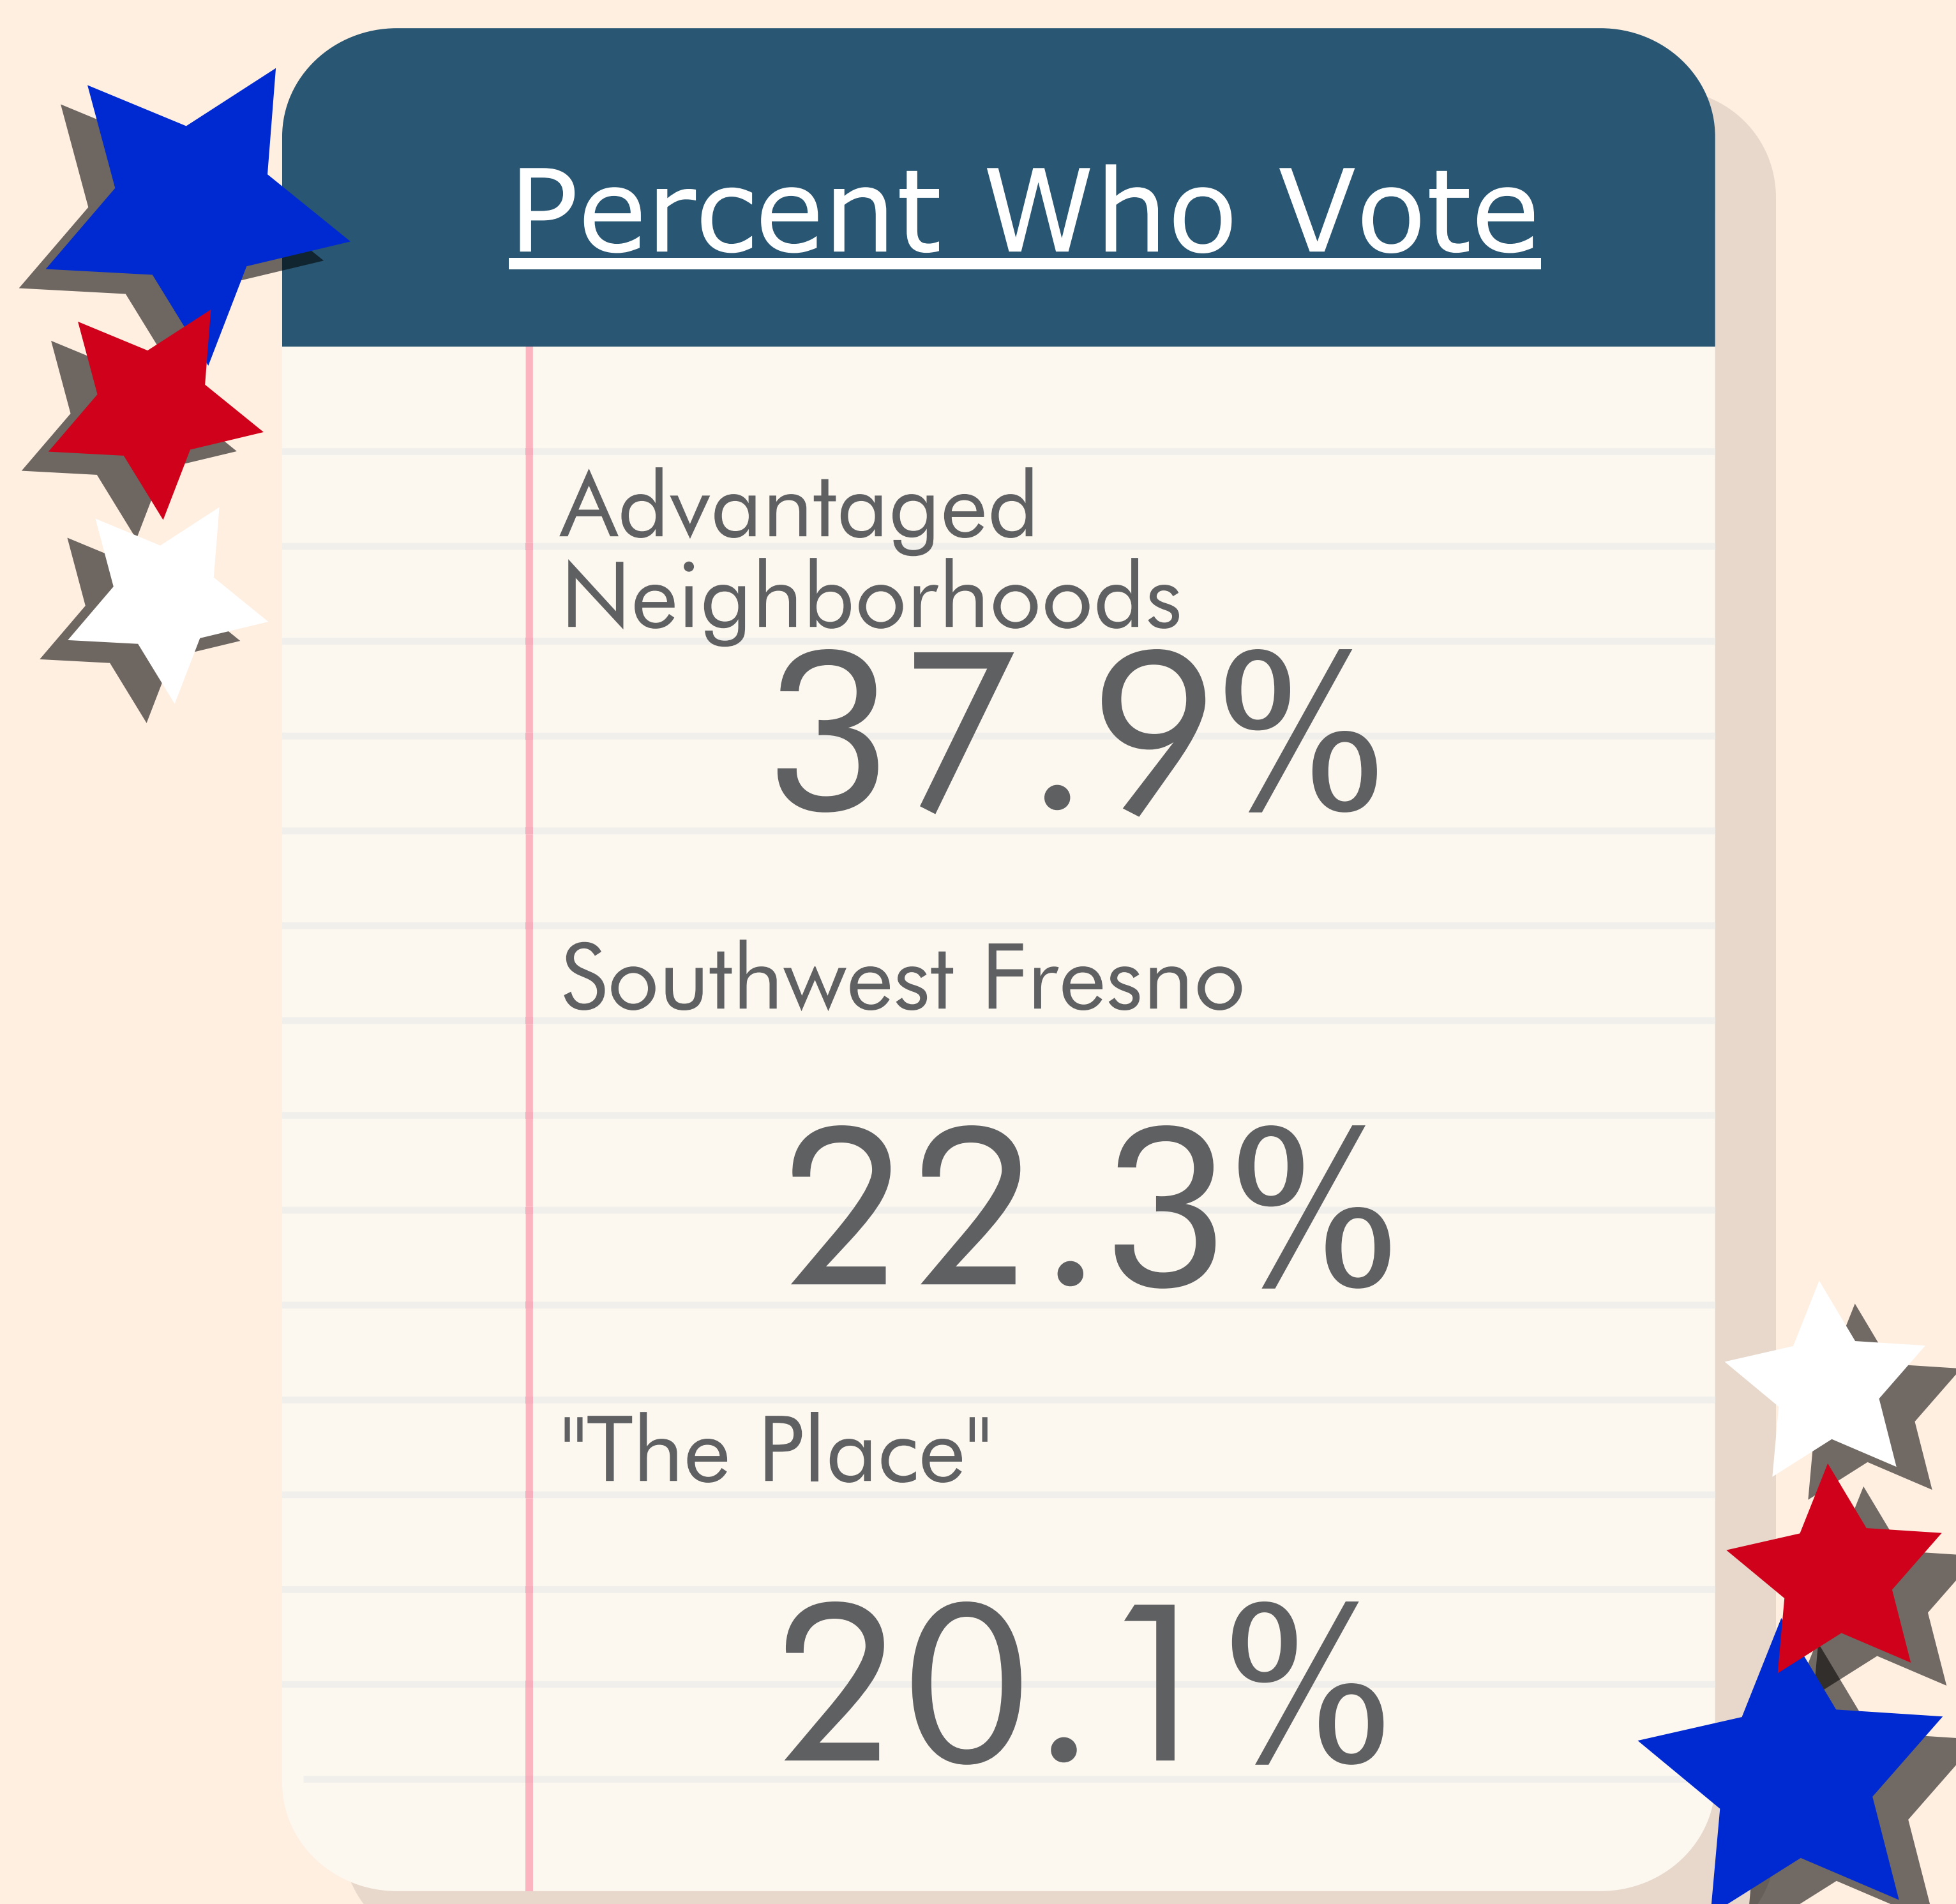 Percent Who Vote
Advantaged
Neighborhoods
37.9%
Southwest Fresno
22.3%
"The Place"
20.1%